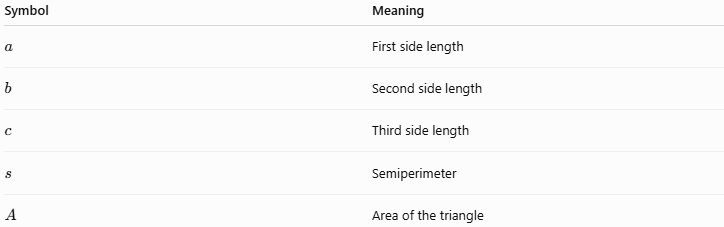 Symbol Meaning
a First side length
b Second side length
c Third side length
s Semiperimeter
A Area of the triangle